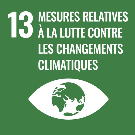 13 MESURES RELATIVES
À LA LUTTE CONTRE
LES CHANGEMENTS
CLIMATIQUES